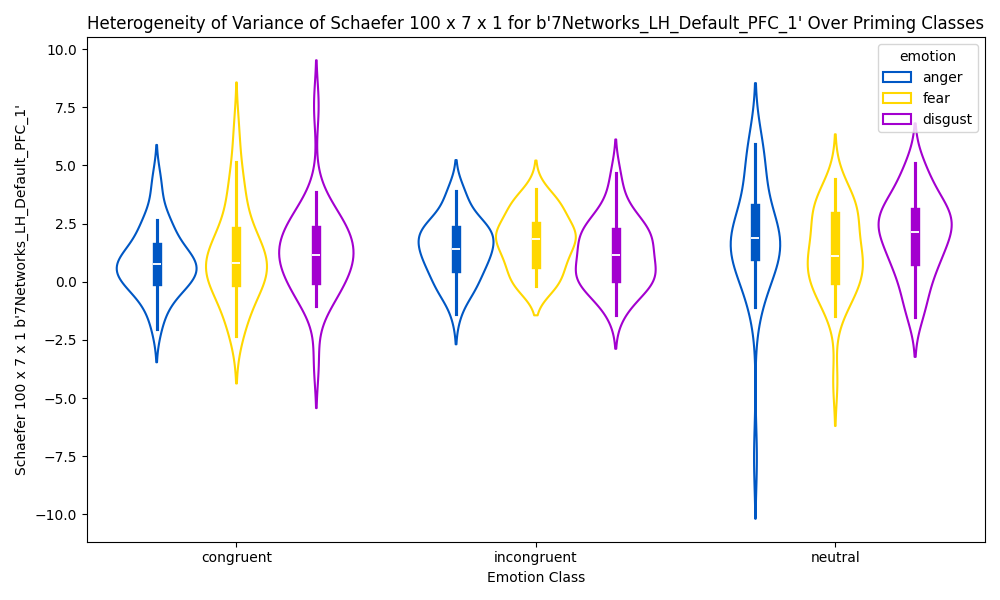 Heterogeneity of Variance of Schaefer 100 x 7 x 1 for b'7Networks_LH_Default_PFC_1' Over Priming Classes
Schaefer 100 x 7 x 1 b'7Networks_LH_Default_PFC_1'
10.0
7.5
5.0
2.5
0.0
−2.5
−5.0
−7.5
−10.0
emotion
anger
fear
disgust
congruent
incongruent
neutral
Emotion Class